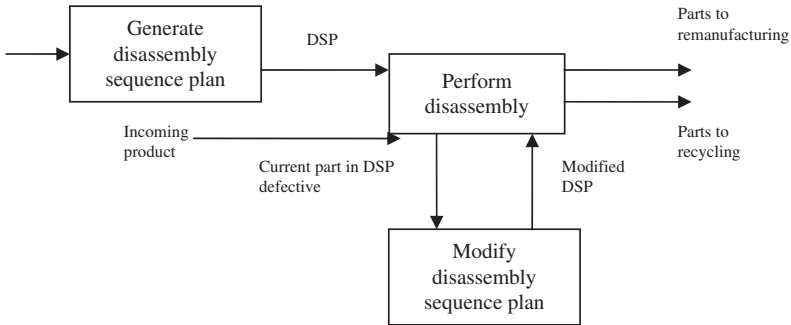 Generate
disassembly
sequence plan
DSP
Perform
disassembly
Parts to
remanufacturing
Parts to
recycling
Incoming
product
Current part in DSP
defective
Modified
DSP
Modify
disassembly
sequence plan